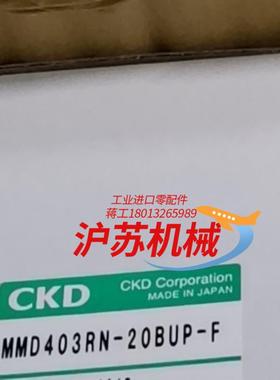 工业进口零配件
蒋工18013265989
沪苏机械
CKD
CKD Corporation
MADE IN JAPAN
MMD403RN-20BUP-F